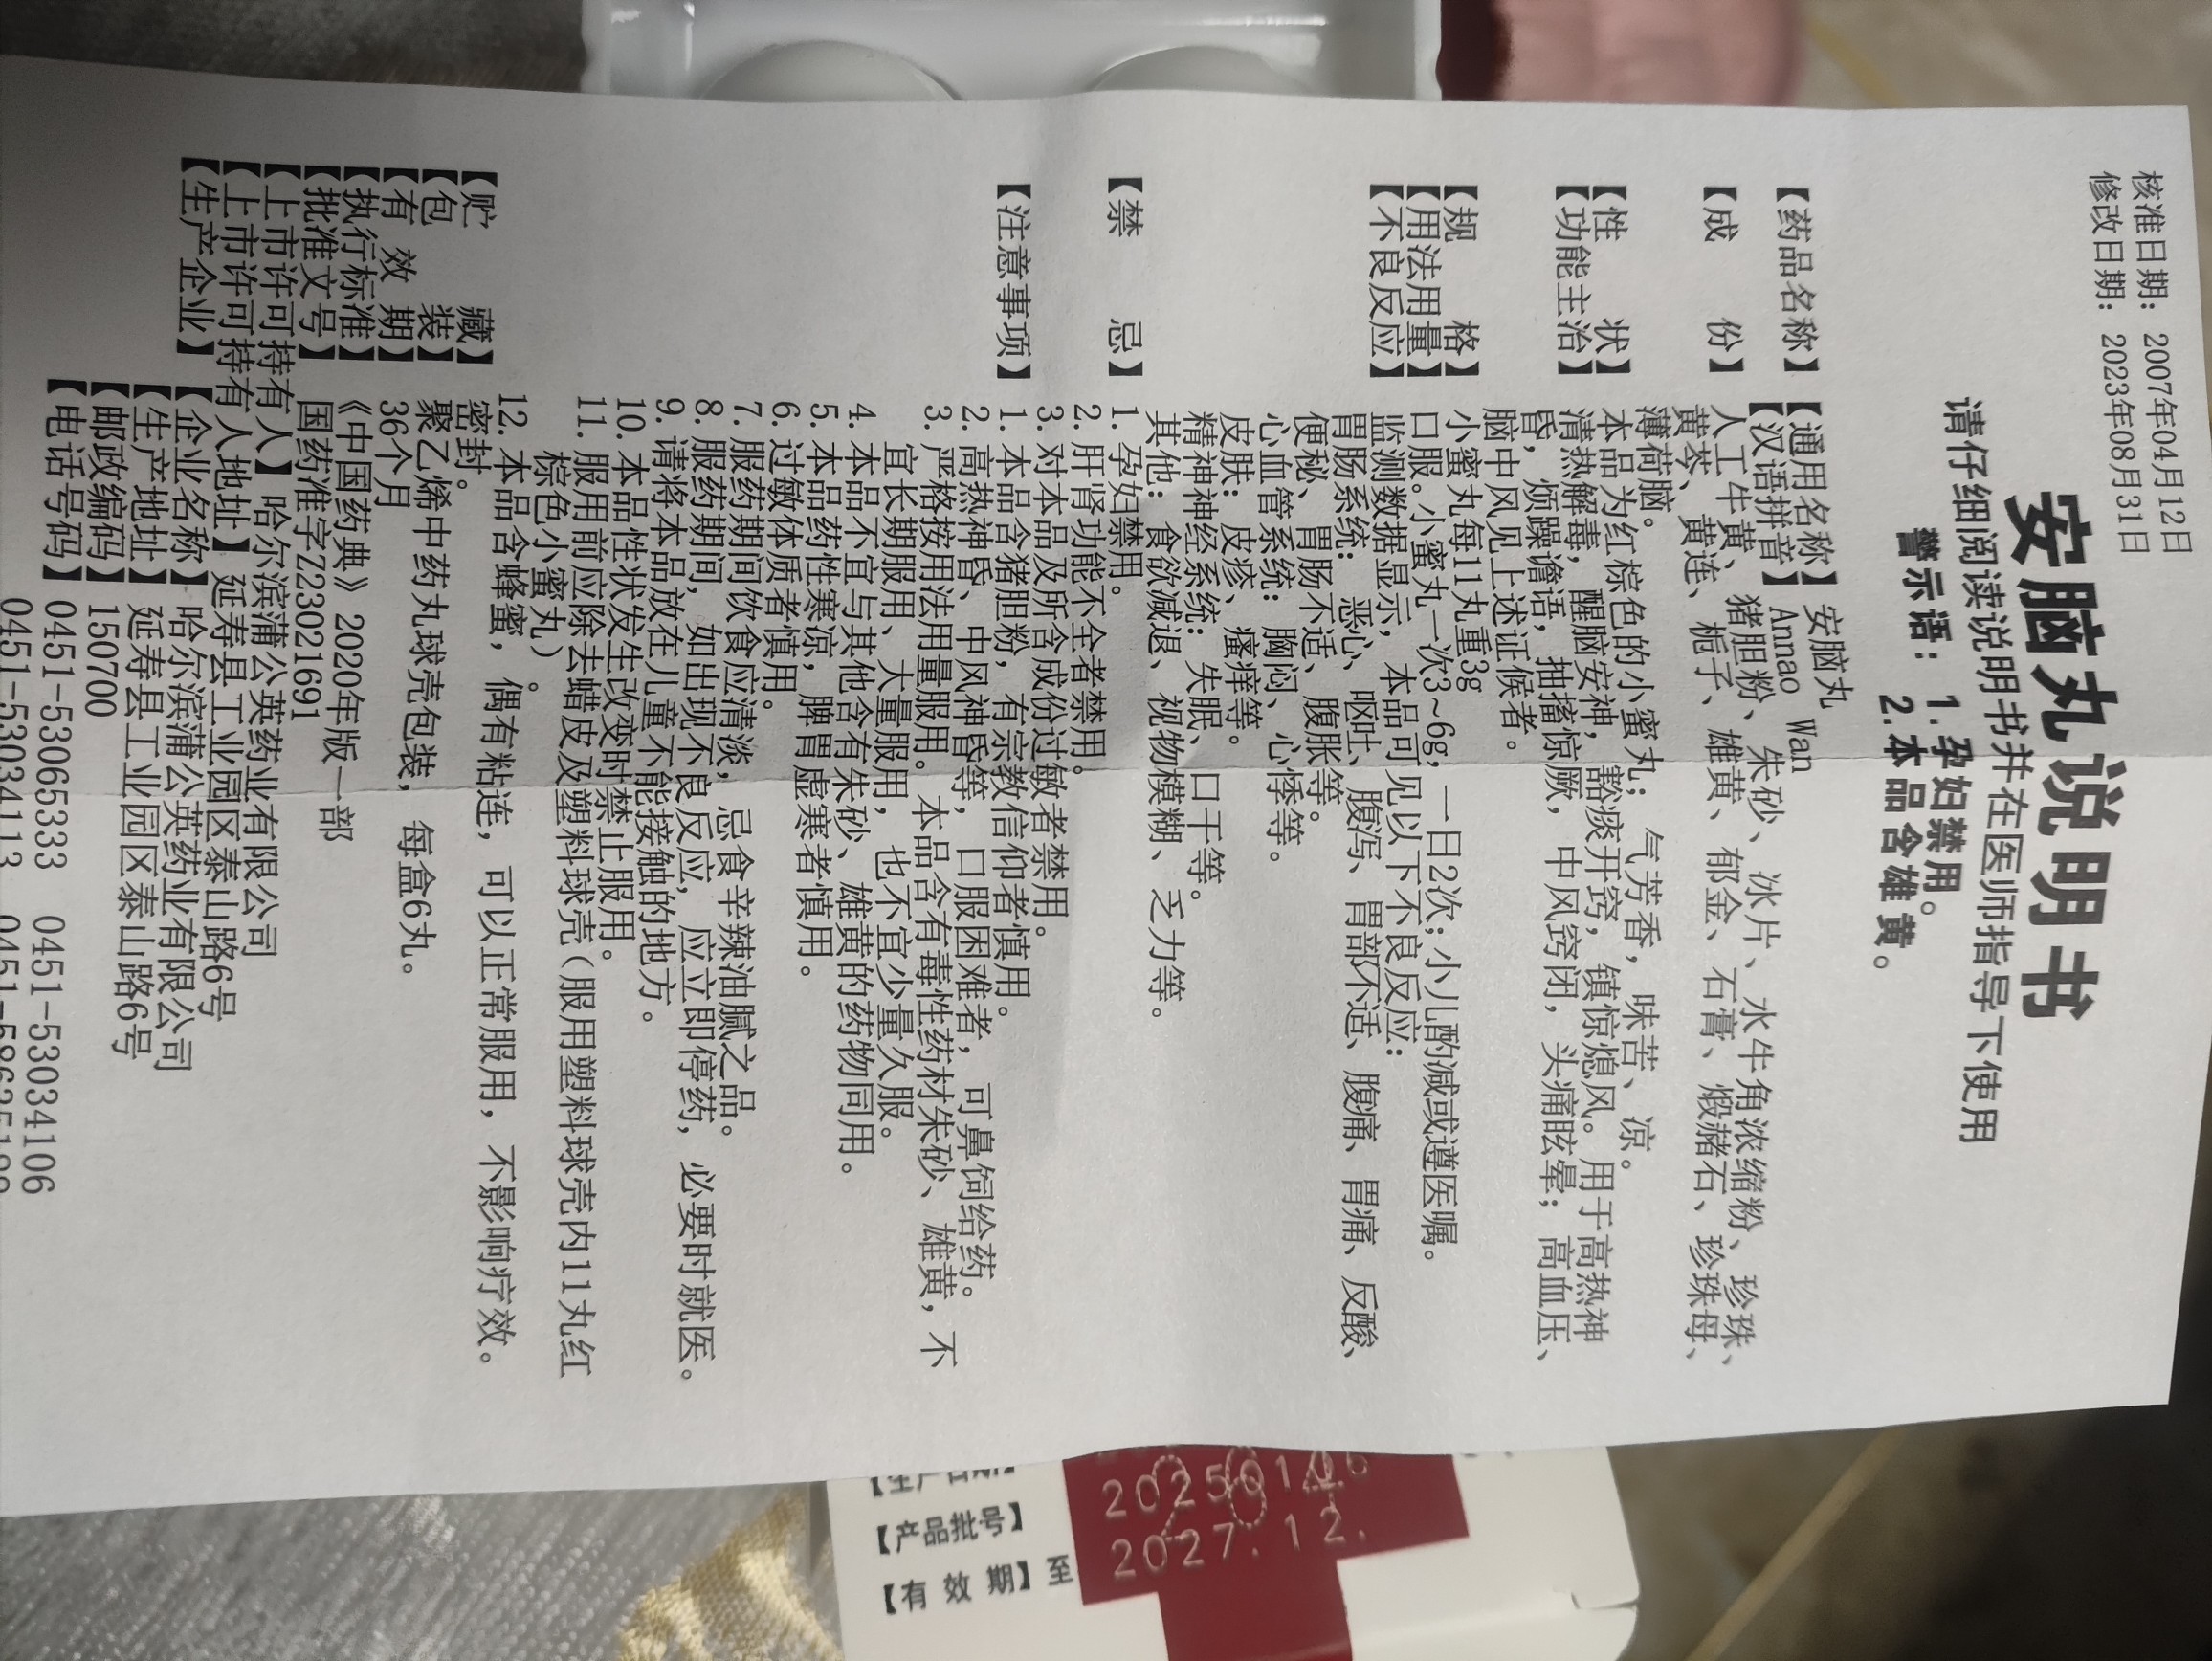 核准日期: 2007年04月12日
修改日期: 2023年08月31日
安脑丸说明书
请仔细阅读说明书并在医师指导下使用
警示语: 1.孕妇禁用。
2.本品含雄黄。
【药品名称】【通用名称】安脑丸
【汉语拼音】Annao Wan
【成 份】人工牛黄、猪胆粉、朱砂、冰片、水牛角浓缩粉、珍珠、
黄芩、黄连、栀子、雄黄、郁金、石膏、煅赭石、珍珠母、
薄荷脑。
【性 状】本品为红棕色的小蜜丸; 气芳香, 味苦、凉。
【功能主治】清热解毒, 醒脑安神, 豁痰开窍, 镇惊熄风。用于高热神
昏, 烦躁谵语, 抽搐惊厥, 中风窍闭, 头痛眩晕; 高血压、
脑中风见上述证候者。
【规 格】小蜜丸每11丸重3g
【用法用量】口服。小蜜丸一次3~6g, 一日2次; 小儿酌减或遵医嘱。
【不良反应】监测数据显示, 本品可见以下不良反应:
胃肠系统: 恶心、呕吐、腹泻、胃部不适、腹痛、胃痛、反酸、
便秘、胃肠不适、腹胀等。
心血管系统: 胸闷、心悸等。
皮肤: 皮疹、瘙痒等。
精神神经系统: 失眠、口干等。
其他: 食欲减退、视物模糊、乏力等。
【禁 忌】1. 孕妇禁用。
2. 肝肾功能不全者禁用。
3. 对本品及所含成份过敏者禁用。
【注意事项】1. 本品含猪胆粉, 有宗教信仰者慎用。
2. 高热神昏、中风神昏等, 口服困难者, 可鼻饲给药。
3. 严格按用法用量服用。本品含有毒性药材朱砂、雄黄, 不
宜长期服用、大量服用, 也不宜少量久服。
4. 本品不宜与其他含有朱砂、雄黄的药物同用。
5. 本品药性寒凉, 脾胃虚寒者慎用。
6. 过敏体质者慎用。
7. 服药期间饮食应清淡, 忌食辛辣油腻之品。
8. 服药期间, 如出现不良反应, 应立即停药, 必要时就医。
9. 请将本品放在儿童不能接触的地方。
10. 本品性状发生改变时禁止服用。
11. 服用前应除去蜡皮及塑料球壳(服用塑料球壳内11丸红
棕色小蜜丸)。
12. 本品含蜂蜜, 偶有粘连, 可以正常服用, 不影响疗效。
【贮 藏】密封。
【包 装】聚乙烯中药丸球壳包装, 每盒6丸。
【有 效 期】36个月
【执行标准】《中国药典》2020年版一部
【批准文号】国药准字Z23021691
【上市许可持有人】哈尔滨蒲公英药业有限公司
【上市许可持有人地址】延寿县工业园区泰山路6号
【生产企业】【企业名称】哈尔滨蒲公英药业有限公司
【生产地址】延寿县工业园区泰山路6号
【邮政编码】150700
【电话号码】0451-53065333 0451-53034106
0451-53034113
【生产日期】
【产品批号】
【有 效 期】至 2027.12.